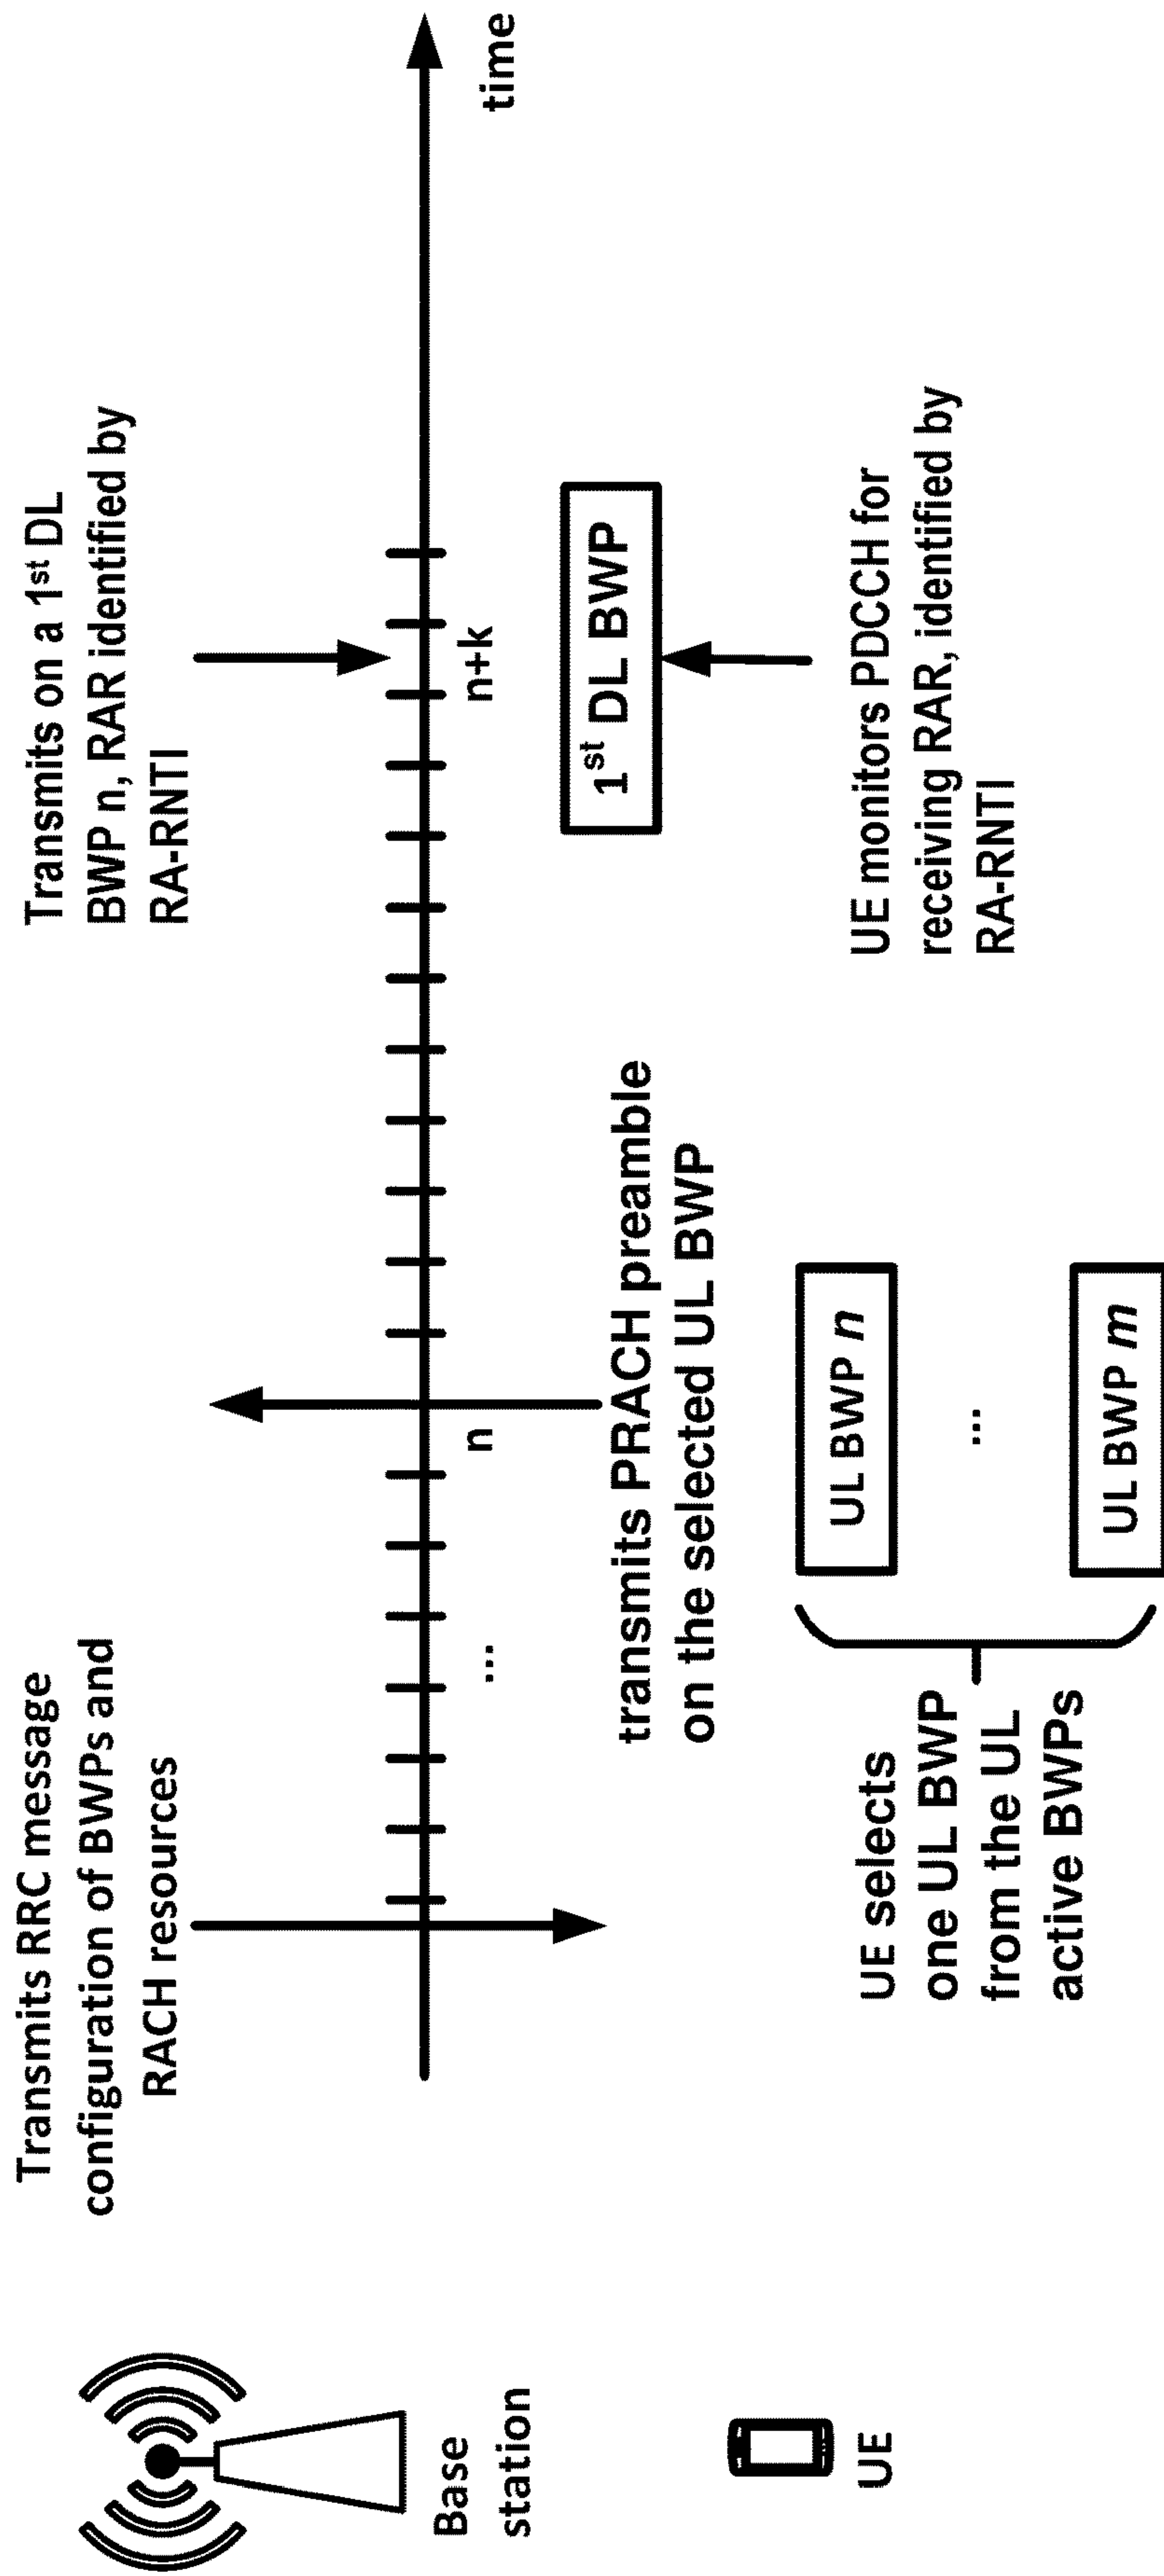 Transmits RRC message
configuration of BWPs and
RACH resources
Transmits on a 1st DL
BWP n, RAR identified by
RA-RNTI
Base
station
...
n
n+k
time
transmits PRACH preamble
on the selected UL BWP
1st DL BWP
UE
UE selects
one UL BWP
from the UL
active BWPs
UL BWP n
...
UL BWP m
UE monitors PDCCH for
receiving RAR, identified by
RA-RNTI